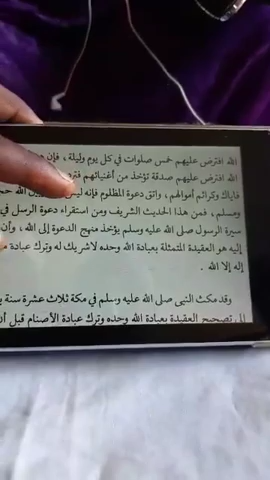 الله افترض عليهم خمس صلوات في كل يوم وليلة ، فإن
الله افترض عليهم صدقة تؤخذ من أغنيائهم
فإياك وكرائم أموالهم ، واتق دعوة المظلوم فإنه ليس الله
ومسلم ، فمن هذا الحديث الشريف ومن استقراء دعوة الرسل في
سيرة الرسول صلى الله عليه وسلم يؤخذ منهج الدعوة إلى الله ، وأن
إليه هو العقيدة المتمثلة بعبادة الله وحده لاشريك له وترك عبادة
إله إلا الله .
وقد مكث النبي صلى الله عليه وسلم في مكة ثلاث عشرة سنة
إلى تصحيح العقيدة بعبادة الله وحده وترك عبادة الأصنام قبل أن